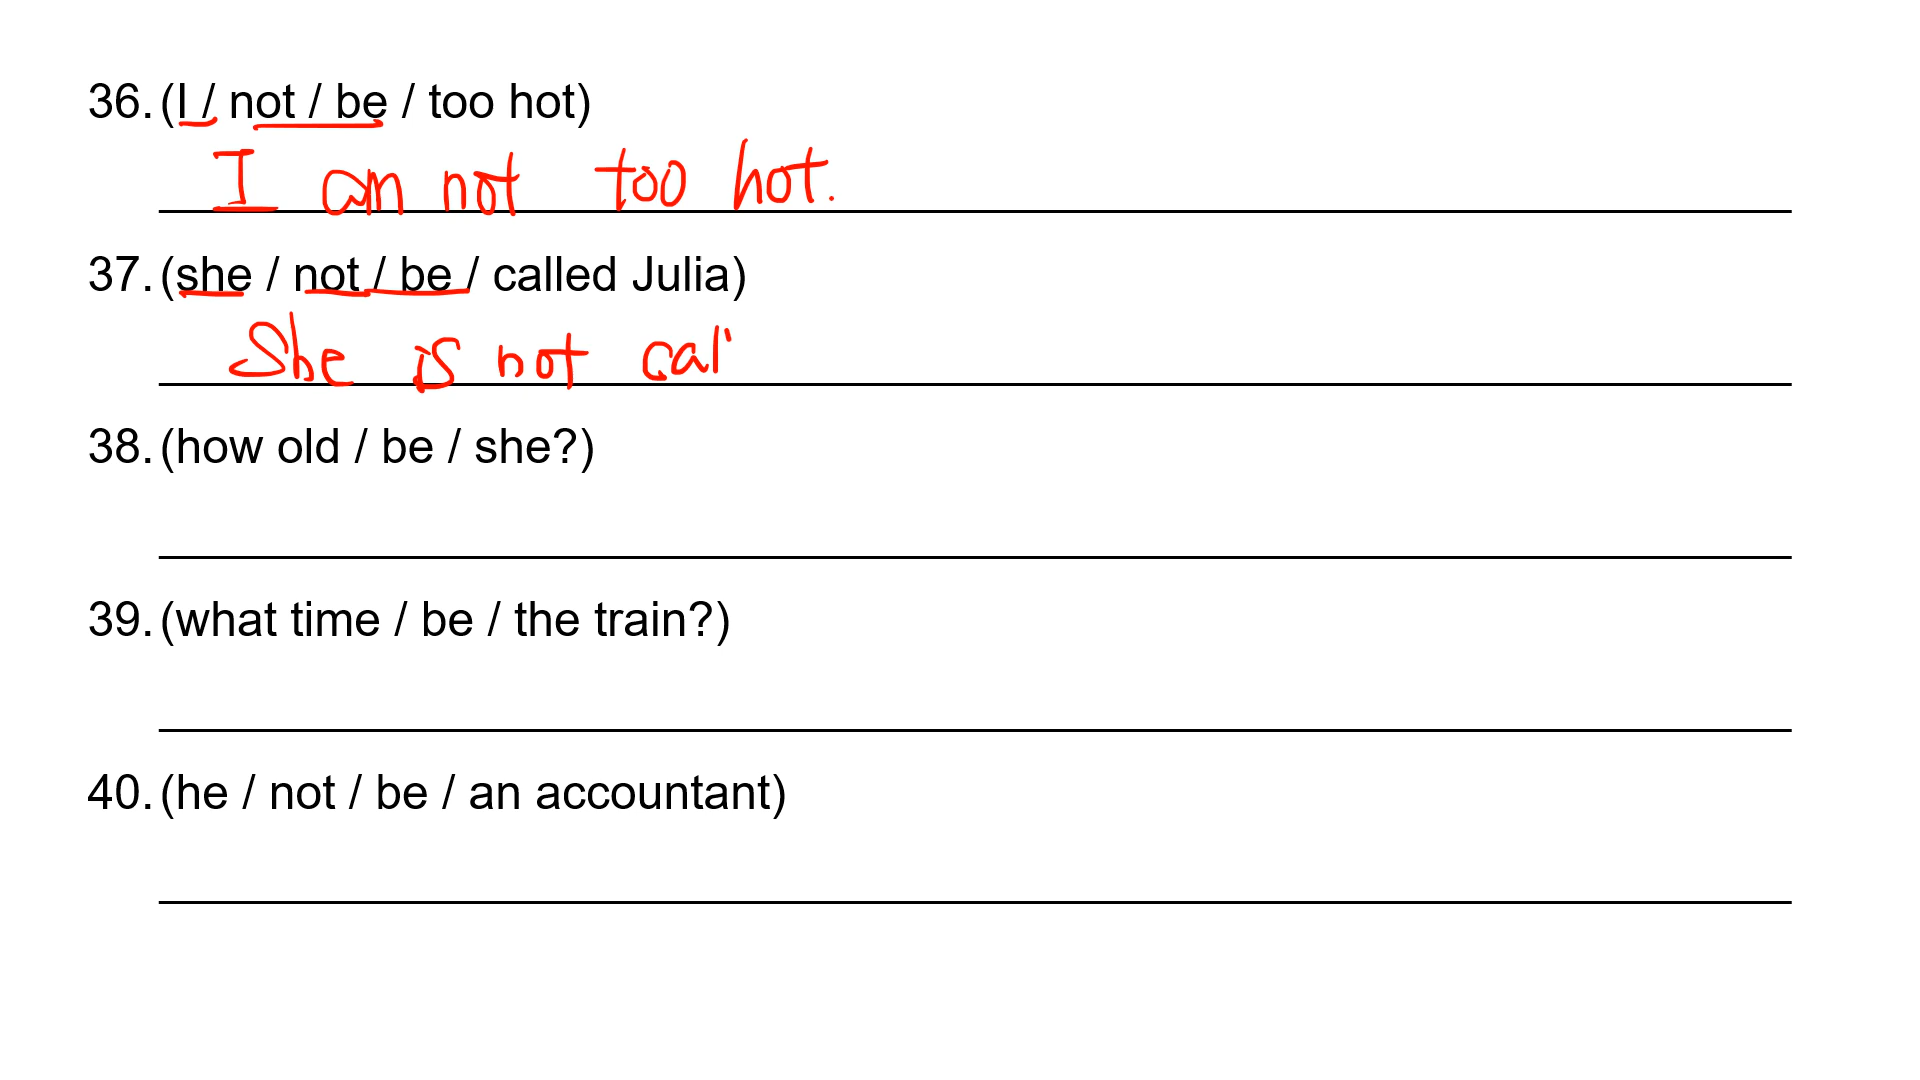 36. (I / not / be / too hot)
I am not too hot.
37. (she / not / be / called Julia)
She is not cal
38. (how old / be / she?)
39. (what time / be / the train?)
40. (he / not / be / an accountant)